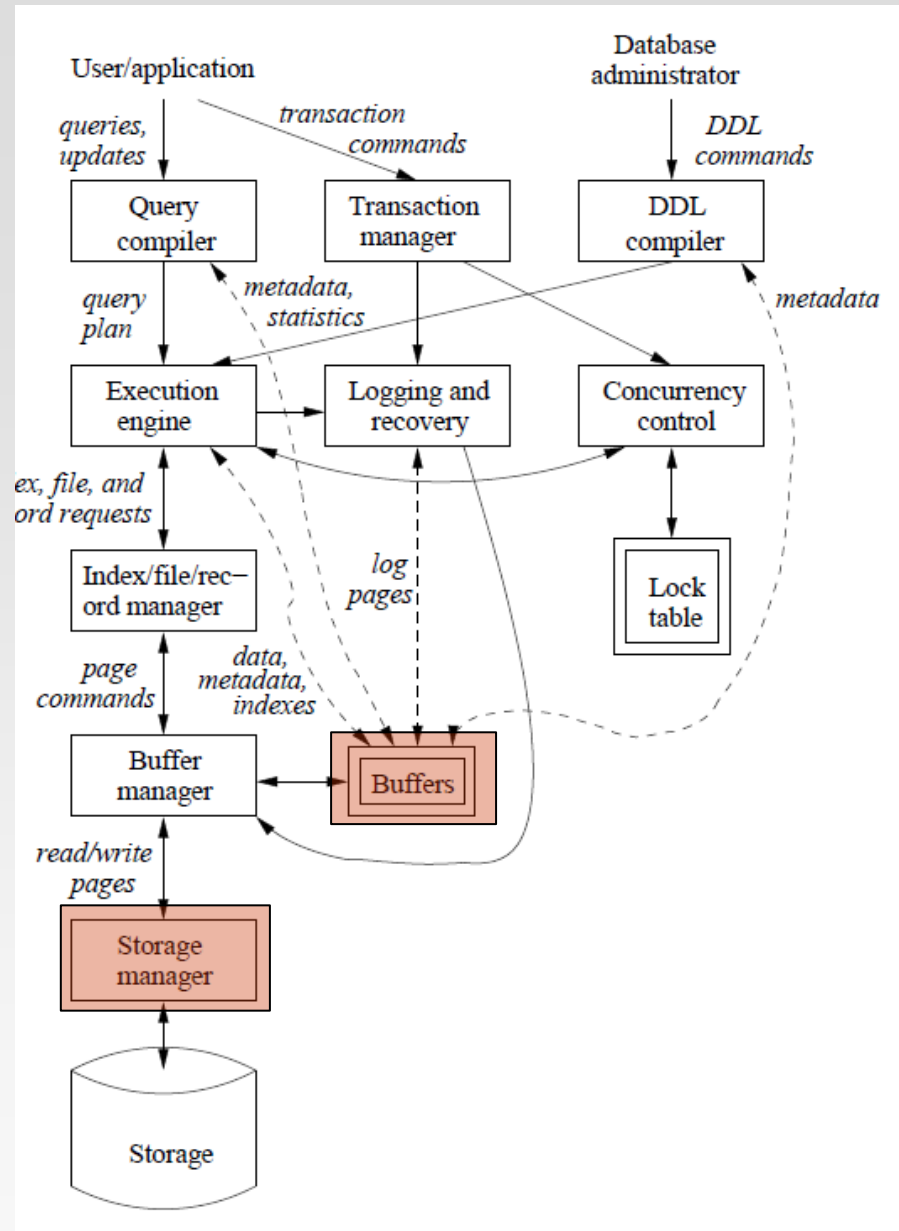 User/application
Database
administrator
queries,
updates
transaction
commands
DDL
commands
Query
compiler
Transaction
manager
DDL
compiler
query
plan
metadata,
statistics
metadata
Execution
engine
Logging and
recovery
Concurrency
control
ex, file, and
ord requests
Index/file/rec−
ord manager
log
pages
Lock
table
page
commands
data,
metadata,
indexes
Buffer
manager
Buffers
read/write
pages
Storage
manager
Storage